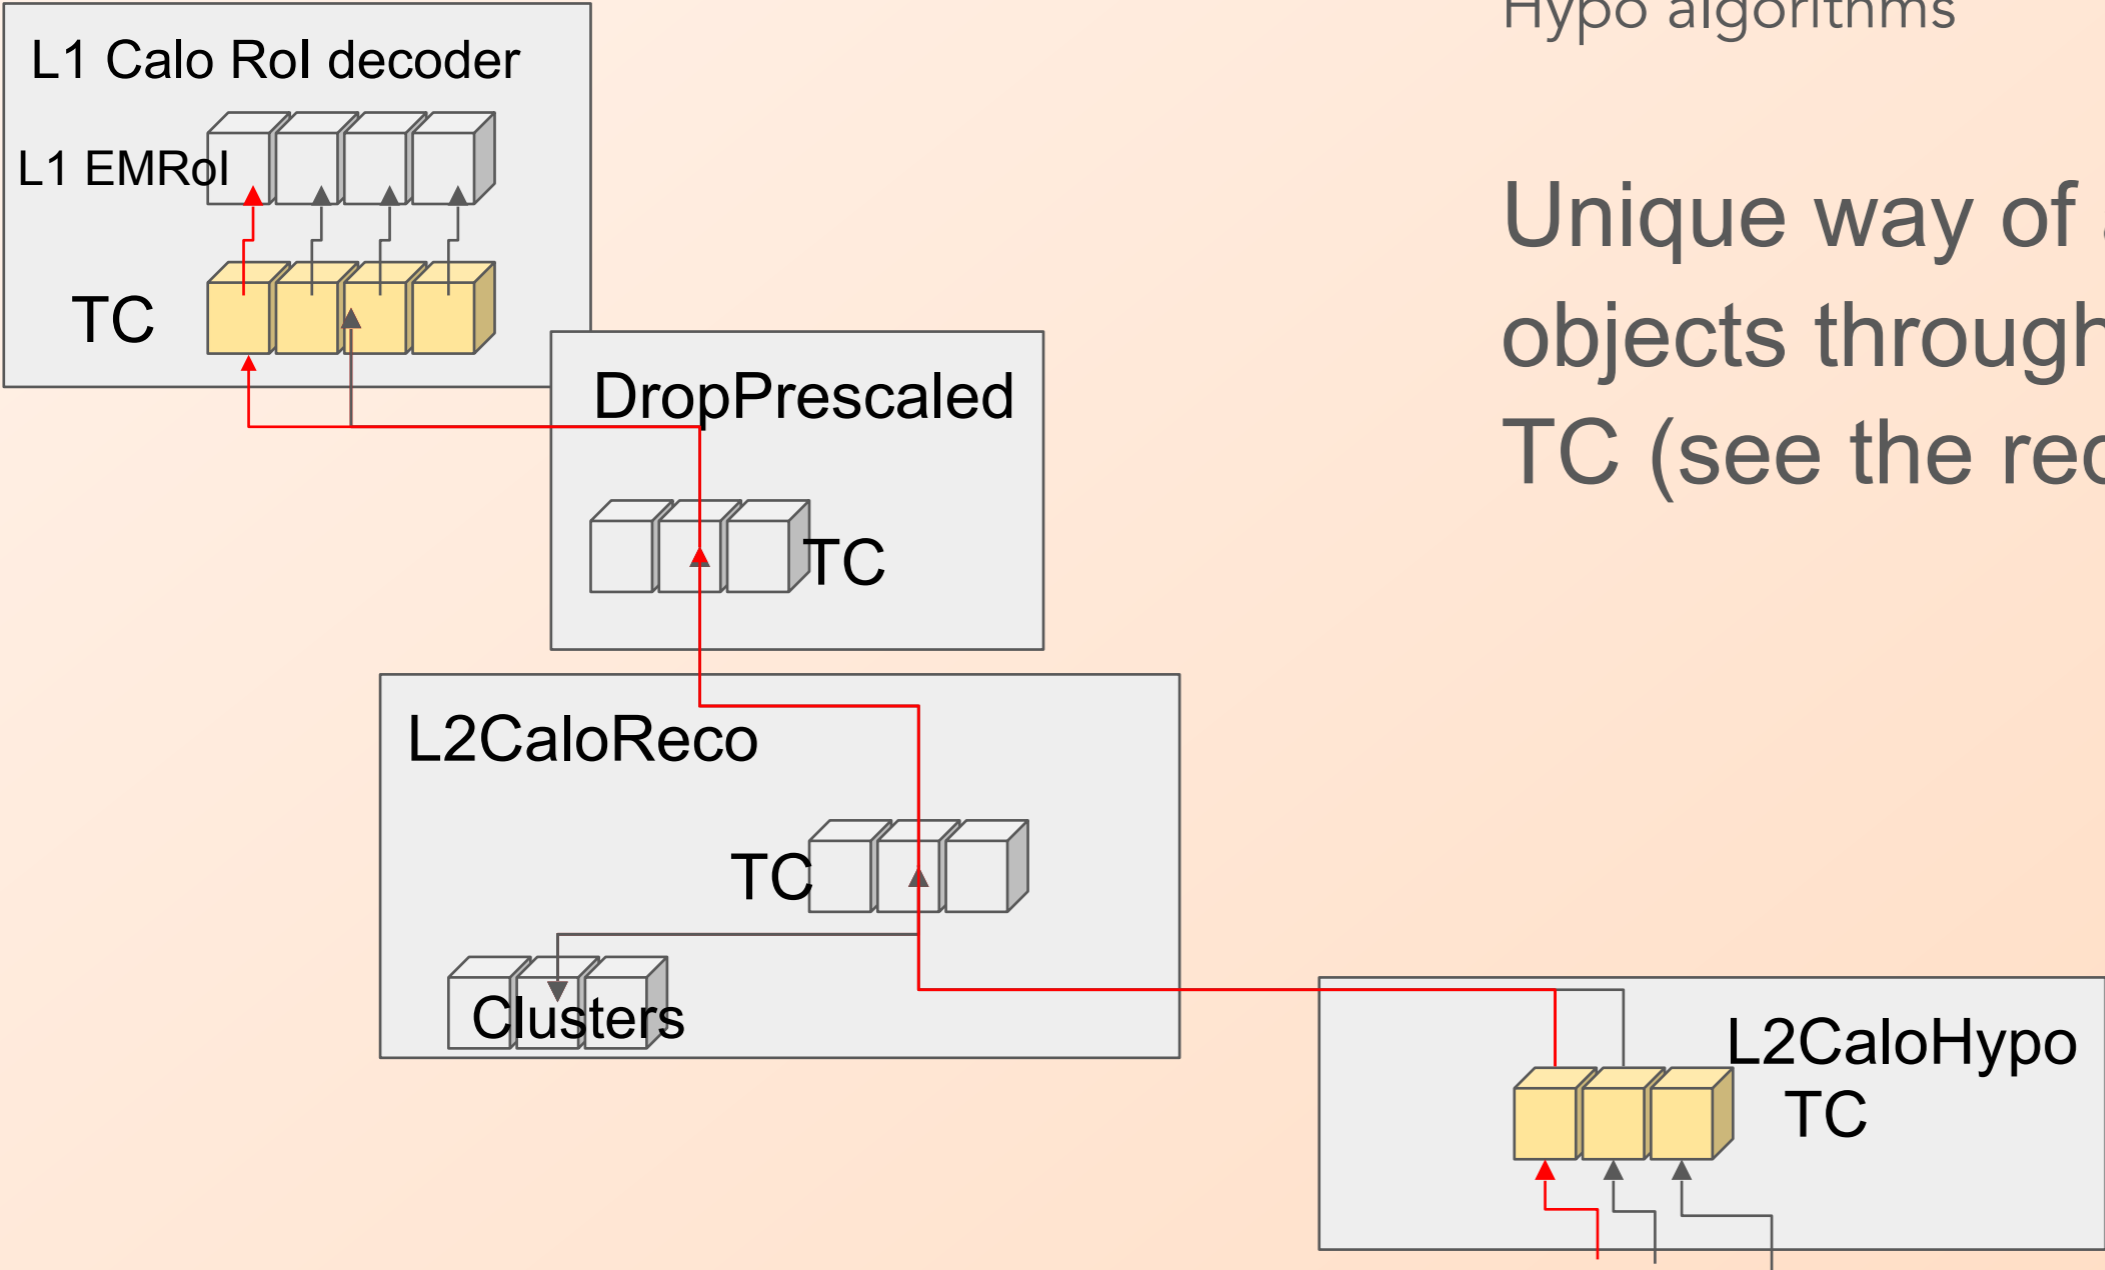 Hypo algorithms
L1 Calo RoI decoder
L1 EMRoI
TC
Unique way of
objects through
TC (see the
DropPrescaled
TC
L2CaloReco
TC
Clusters
L2CaloHypo
TC